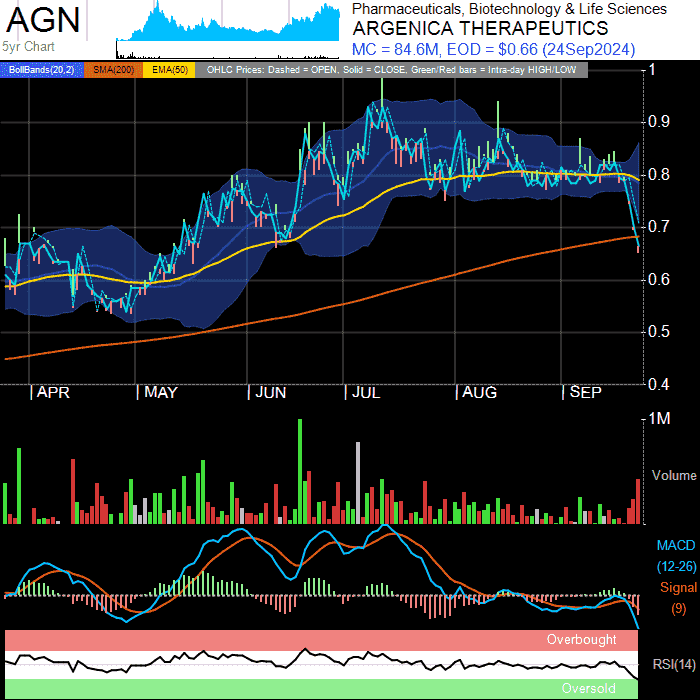 AGN
5yr Chart
Pharmaceuticals, Biotechnology & Life Sciences
ARGENICA THERAPEUTICS
MC = 84.6M, EOD = $0.66 (24Sep2024)
BollBands(20,2) SMA(200) EMA(50) OHLC Prices: Dashed = OPEN, Solid = CLOSE, Green/Red bars = Intra-day HIGH/LOW
1
0.9
0.8
0.7
0.6
0.5
0.4
APR MAY JUN JUL AUG SEP
1M
Volume
MACD
(12-26)
Signal
(9)
Overbought
RSI(14)
Oversold